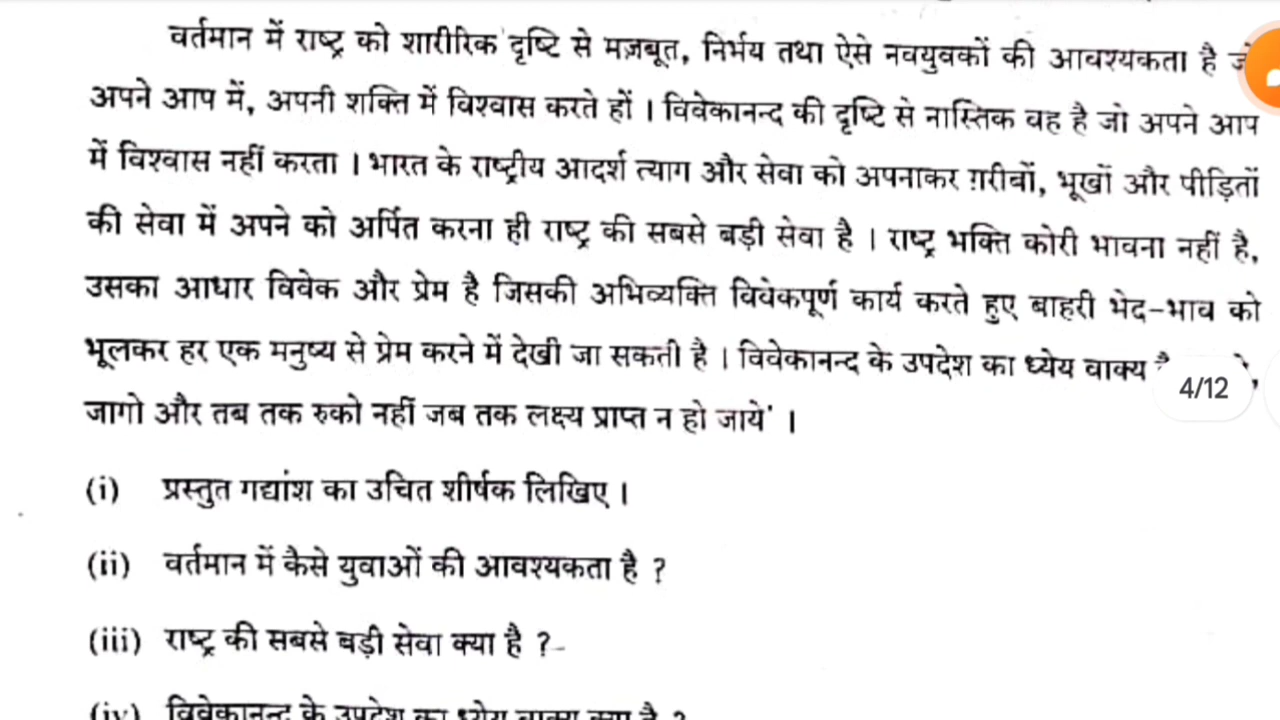 वर्तमान में राष्ट्र को शारीरिक दृष्टि से मज़बूत, निर्भय तथा ऐसे नवयुवकों की आवश्यकता है
अपने आप में, अपनी शक्ति में विश्वास करते हों । विवेकानन्द की दृष्टि से नास्तिक वह है जो अपने आप
में विश्वास नहीं करता । भारत के राष्ट्रीय आदर्श त्याग और सेवा को अपनाकर ग़रीबों, भूखों और पीड़ितों
की सेवा में अपने को अर्पित करना ही राष्ट्र की सबसे बड़ी सेवा है । राष्ट्र भक्ति कोरी भावना नहीं है,
उसका आधार विवेक और प्रेम है जिसकी अभिव्यक्ति विवेकपूर्ण कार्य करते हुए बाहरी भेद-भाव को
भूलकर हर एक मनुष्य से प्रेम करने में देखी जा सकती है । विवेकानन्द के उपदेश का ध्येय वाक्य
4/12
जागो और तब तक रुको नहीं जब तक लक्ष्य प्राप्त न हो जाये' ।
(i) प्रस्तुत गद्यांश का उचित शीर्षक लिखिए ।
(ii) वर्तमान में कैसे युवाओं की आवश्यकता है ?
(iii) राष्ट्र की सबसे बड़ी सेवा क्या है ?
(iv) विवेकानन्द के उपदेश का ध्येय वाक्य क्या है ?